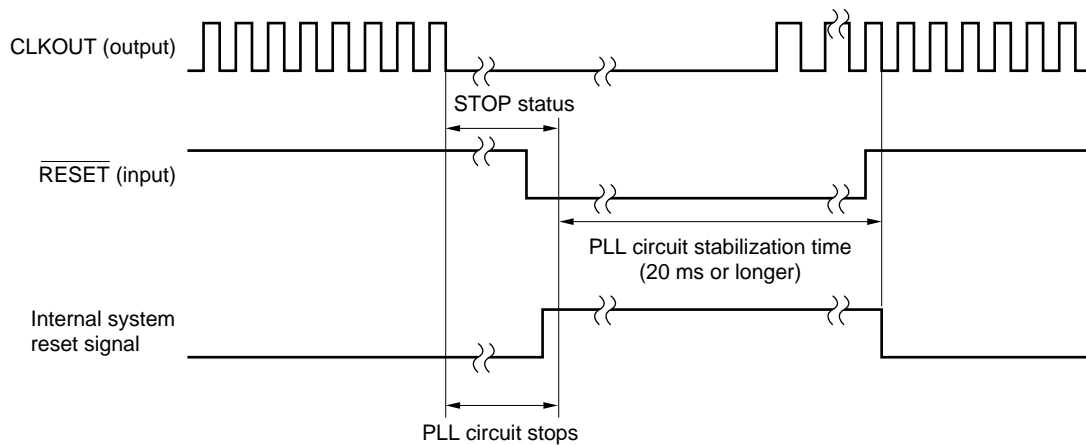 CLKOUT (output)
STOP status
RESET (input)
PLL circuit stabilization time
(20 ms or longer)
Internal system
reset signal
PLL circuit stops